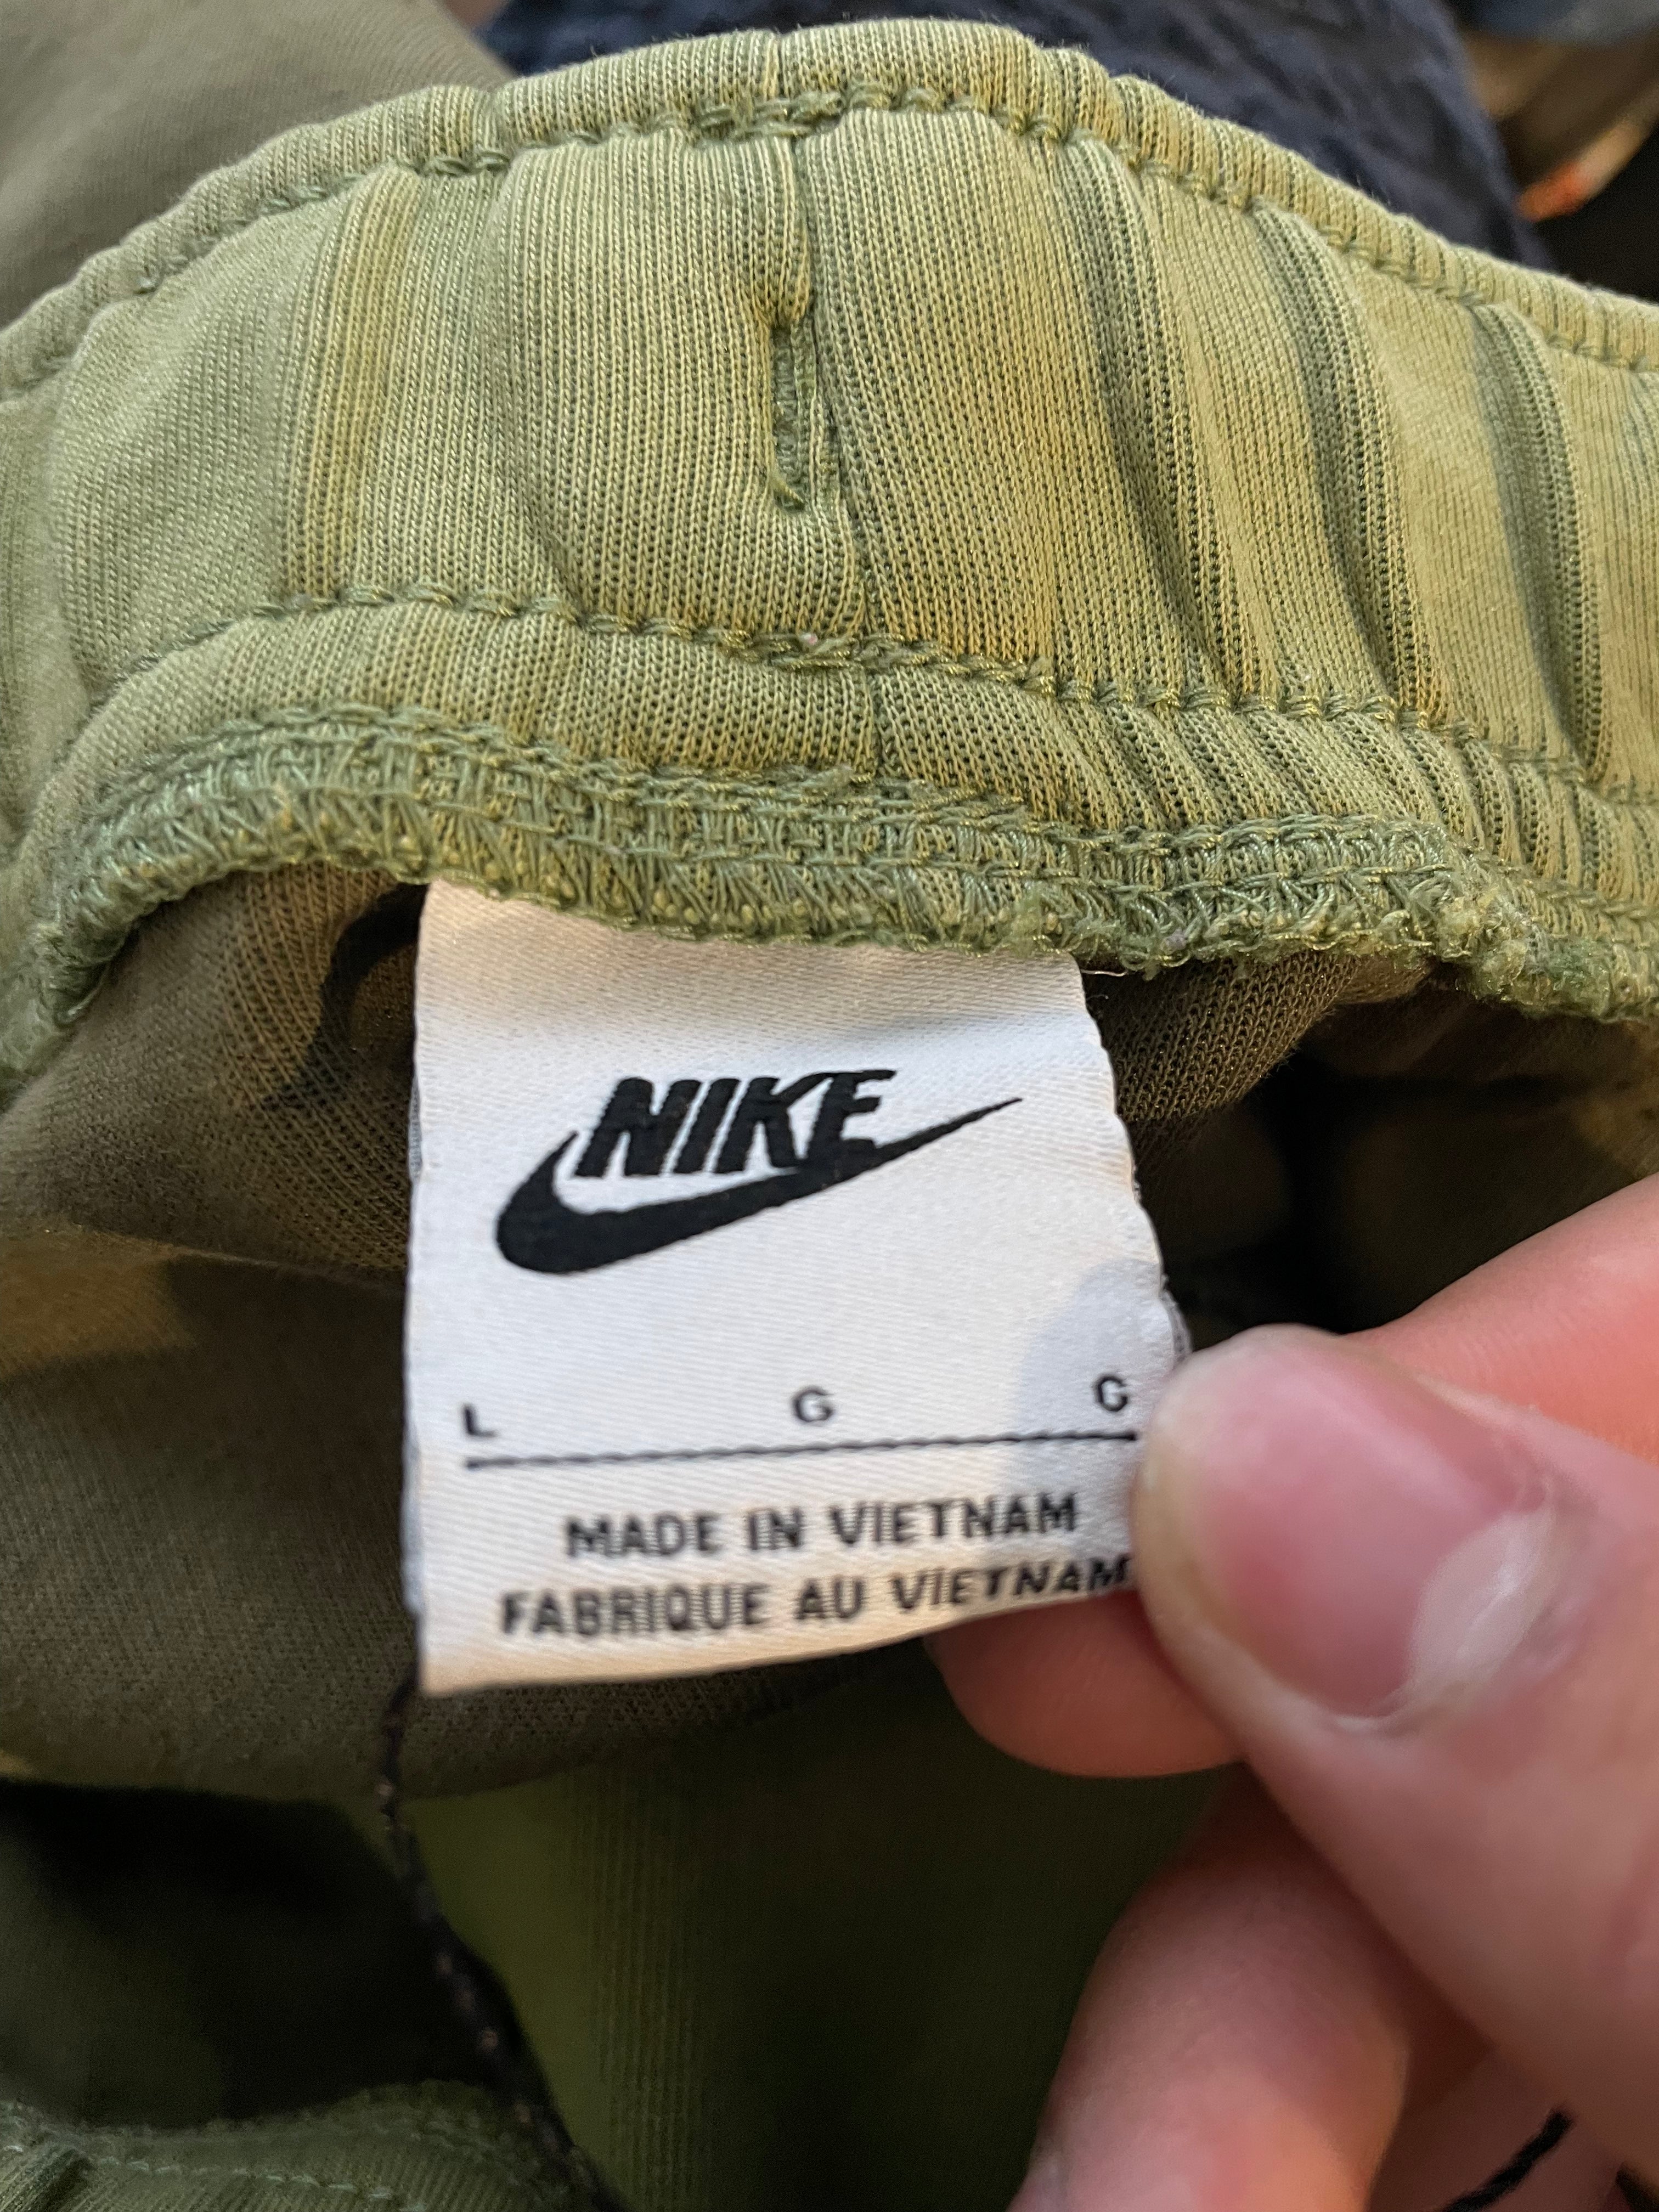 NIKE
L G G
MADE IN VIETNAM
FABRIQUE AU VIETNAM